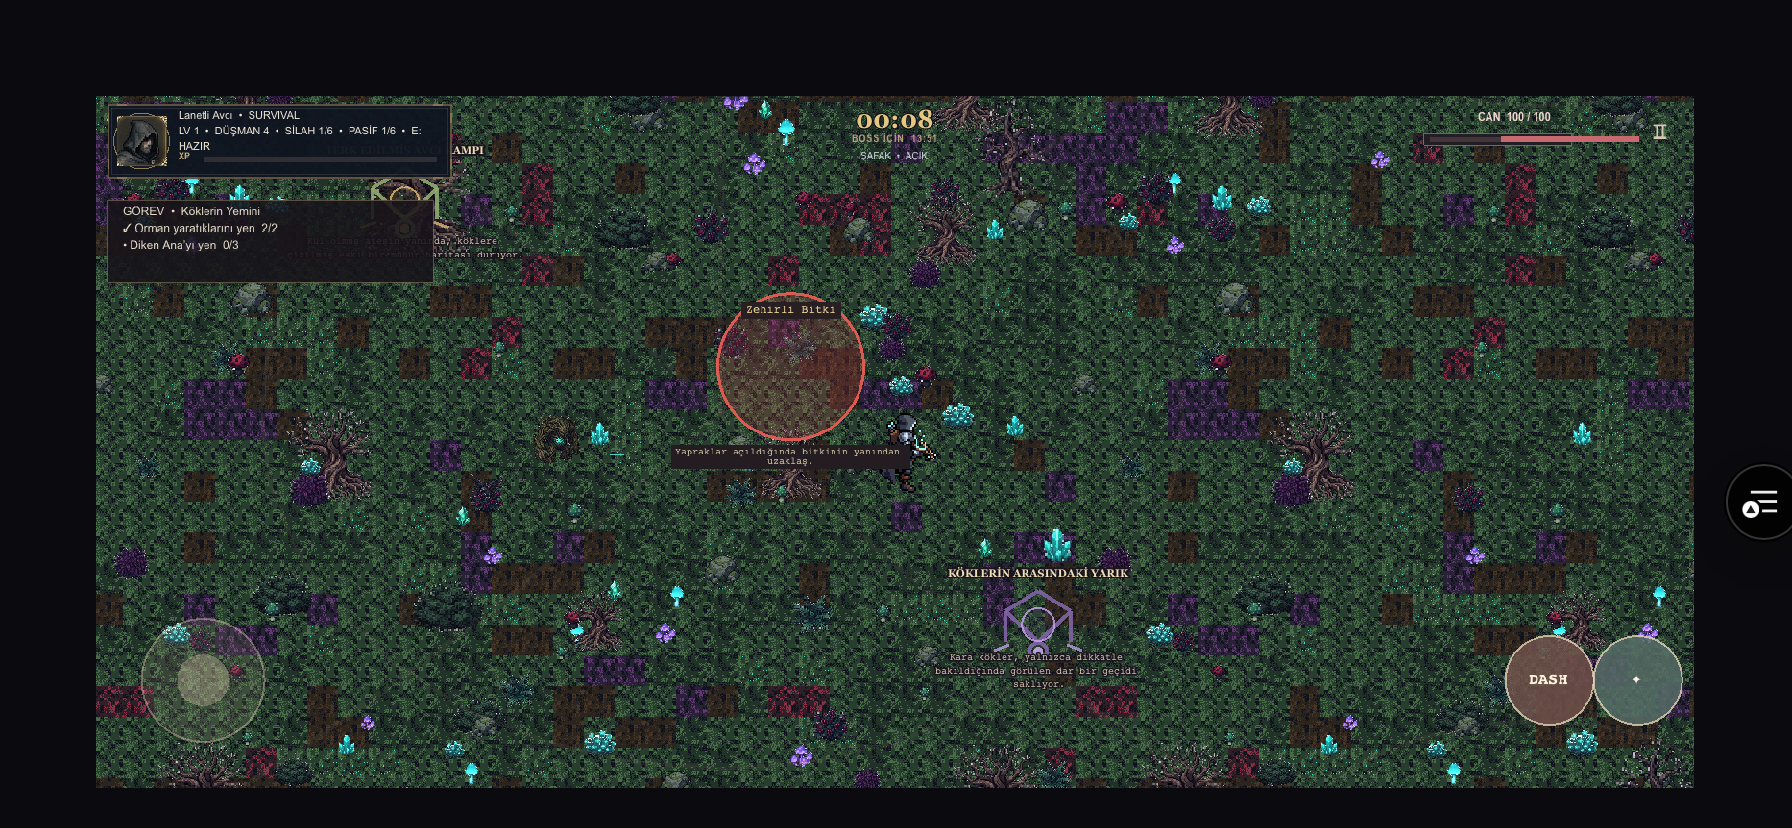 Lanetli Avcı • SURVIVAL
LV 1 • DÜŞMAN 4 • SİLAH 1/6 • PASİF 1/6 • E:
HAZIR
XP
AMPI
GÖREV • Köklerin Yemini
✓ Orman yaratıklarını yen 2/2
• Diken Ana'yı yen 0/3
köklere
haritası duruyor.
00:08
BOSS İÇİN 13:51
ŞAFAK • AÇIK
CAN 100 / 100
II
Zehirli Bitki
Yapraklar açıldığında bitkinin yanından
uzaklaş.
KÖKLERİN ARASINDAKİ YARIK
Kara kökler, yalnızca dikkatle
bakıldığında görülen dar bir geçidi
saklıyor.
DASH